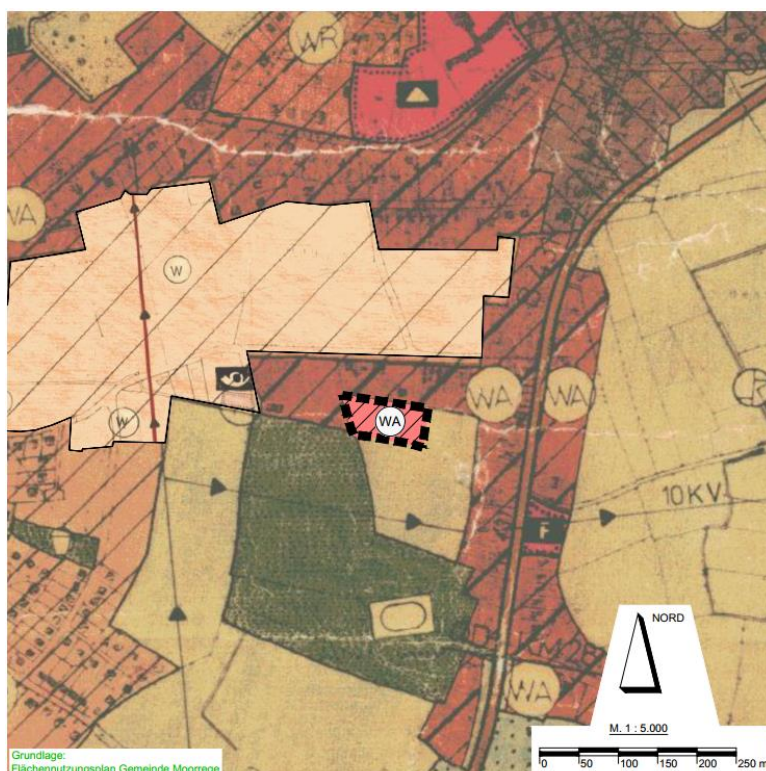 WR
WA
W
W
WA
WA
WA
10KV.
F
WA
NORD
M. 1 : 5.000
0 50 100 150 200 250 m
Grundlage:
Flächennutzungsplan Gemeinde Moorrege